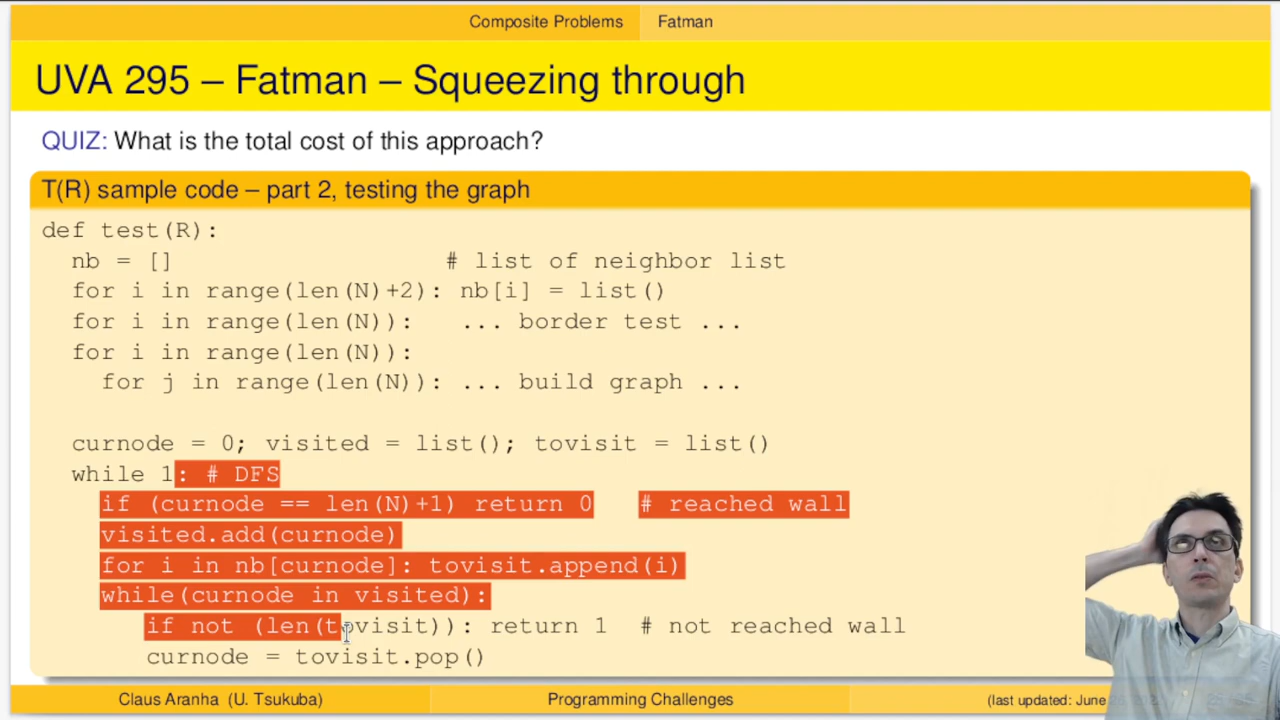 Composite Problems Fatman
UVA 295 – Fatman – Squeezing through
QUIZ: What is the total cost of this approach?
T(R) sample code – part 2, testing the graph
def test(R):
nb = [] # list of neighbor list
for i in range(len(N)+2): nb[i] = list()
for i in range(len(N)): ... border test ...
for i in range(len(N)):
for j in range(len(N)): ... build graph ...
curnode = 0; visited = list(); tovisit = list()
while 1: # DFS
if (curnode == len(N)+1) return 0 # reached wall
visited.add(curnode)
for i in nb[curnode]: tovisit.append(i)
while(curnode in visited):
if not (len(tovisit)): return 1 # not reached wall
curnode = tovisit.pop()
Claus Aranha (U. Tsukuba) Programming Challenges (last updated: June